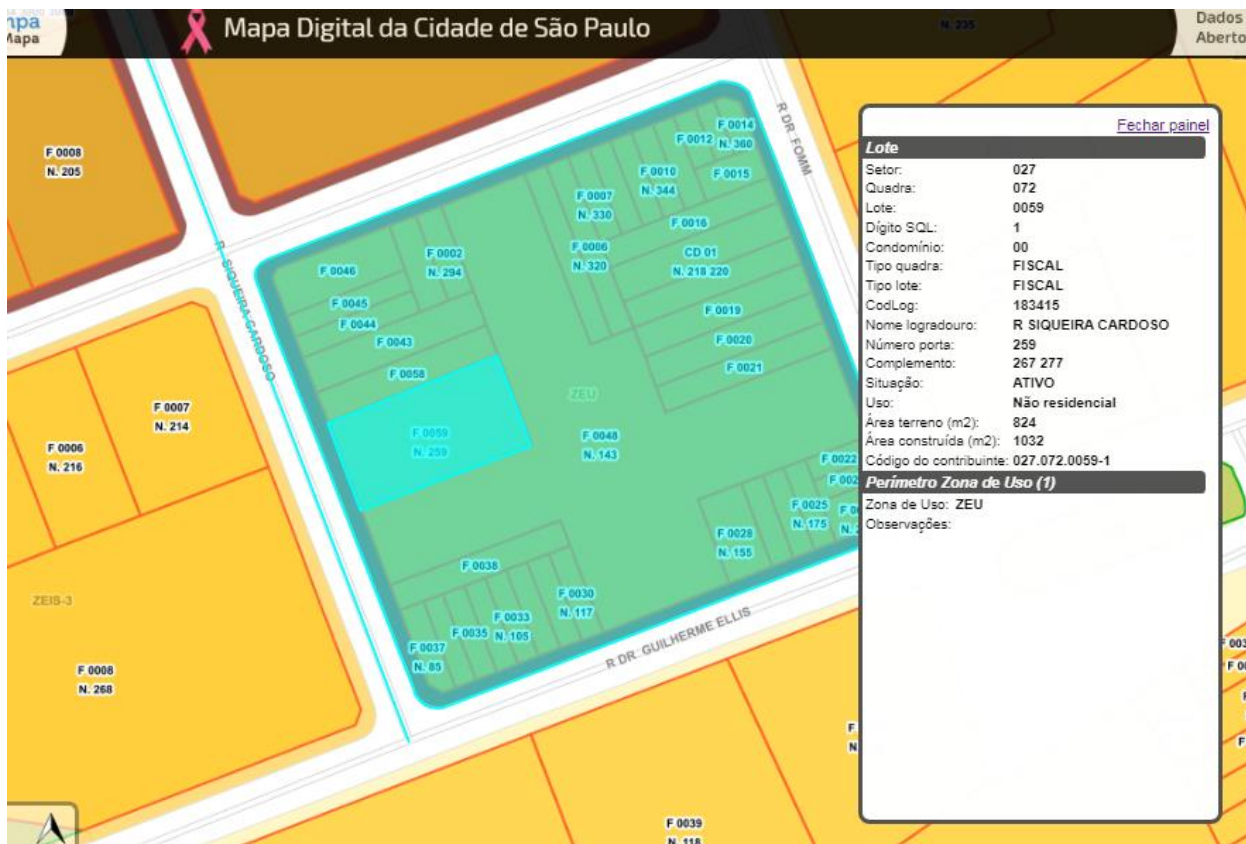 Mapa
Mapa Digital da Cidade de São Paulo
N. 235
Dados
Aberto
F 0008
N. 205
F 0007
N. 214
F 0006
N. 216
ZEIS-3
F 0008
N. 268
R SIQUEIRA CARDOSO
R DR. FOMM
R DR. GUILHERME ELLIS
F 0014
N. 360
F 0012
F 0010
N. 344
F 0015
F 0007
N. 330
F 0016
F 0002
N. 294
F 0006
N. 320
CD 01
N. 218 220
F 0046
F 0045
F 0044
F 0043
F 0019
F 0020
F 0021
F 0058
ZEU
F 0059
N. 259
F 0048
N. 143
F 0022
F 0025
N. 175
F 0028
N. 155
F 0038
F 0030
N. 117
F 0033
N. 105
F 0035
F 0037
N. 85
F 0039
N. 118
Fechar painel
Lote
Setor: 027
Quadra: 072
Lote: 0059
Dígito SQL: 1
Condomínio: 00
Tipo quadra: FISCAL
Tipo lote: FISCAL
CodLog: 183415
Nome logradouro: R SIQUEIRA CARDOSO
Número porta: 259
Complemento: 267 277
Situação: ATIVO
Uso: Não residencial
Área terreno (m2): 824
Área construída (m2): 1032
Código do contribuinte: 027.072.0059-1
Perímetro Zona de Uso (1)
Zona de Uso: ZEU
Observações: